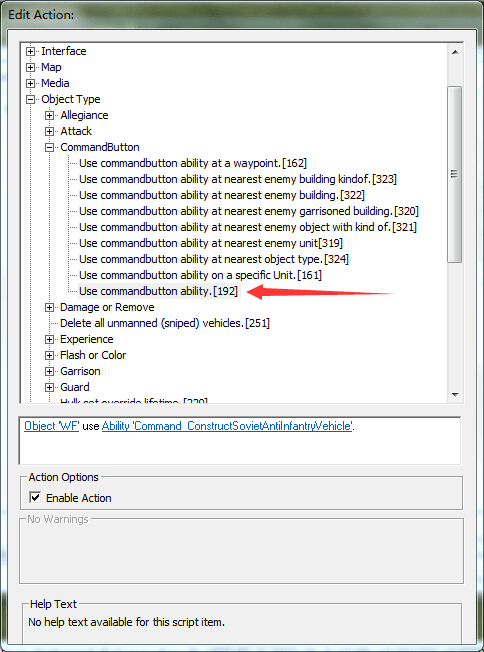 Edit Action:
Interface
Map
Media
Object Type
Allegiance
Attack
CommandButton
Use commandbutton ability at a waypoint.[162]
Use commandbutton ability at nearest enemy building kindof.[323]
Use commandbutton ability at nearest enemy building.[322]
Use commandbutton ability at nearest enemy garrisoned building.[320]
Use commandbutton ability at nearest enemy object with kind of.[321]
Use commandbutton ability at nearest enemy unit[319]
Use commandbutton ability at nearest object type.[324]
Use commandbutton ability on a specific Unit.[161]
Use commandbutton ability.[192]
Damage or Remove
Delete all unmanned (sniped) vehicles.[251]
Experience
Flash or Color
Garrison
Guard
Hulk set override lifetime.
Object 'WF' use Ability 'Command_ConstructSovietAntiInfantryVehicle'.
Action Options
Enable Action
No Warnings
Help Text
No help text available for this script item.